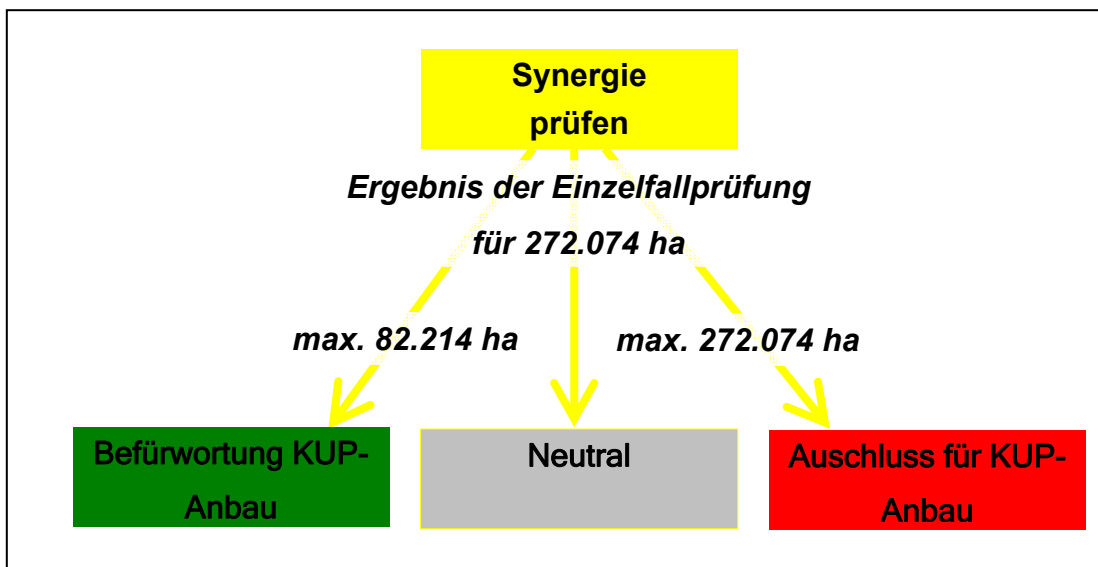 Synergie
prüfen
Ergebnis der Einzelfallprüfung
für 272.074 ha
max. 82.214 ha
max. 272.074 ha
Befürwortung KUP-
Anbau
Neutral
Auschluss für KUP-
Anbau